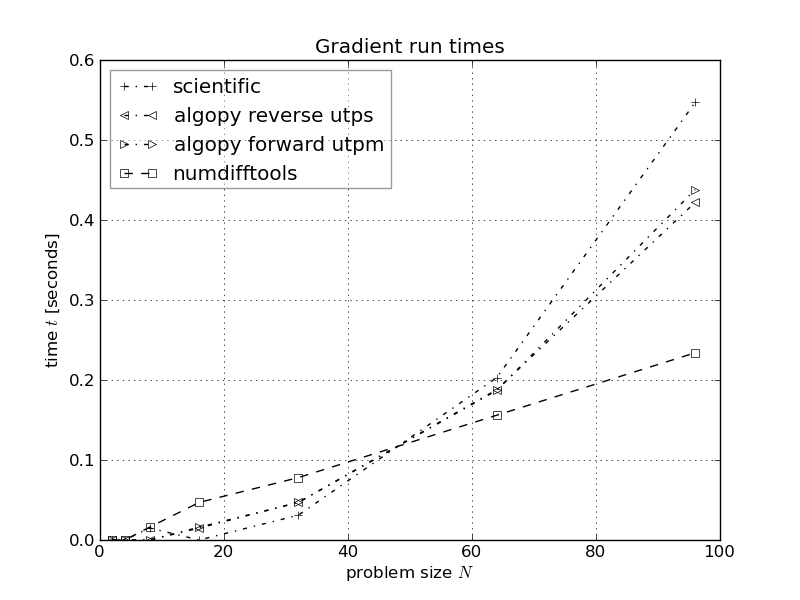 Gradient run times
0.6
0.5
0.4
0.3
0.2
0.1
0.0
time t [seconds]
scientific
algopy reverse utps
algopy forward utpm
numdifftools
0 20 40 60 80 100
problem size N